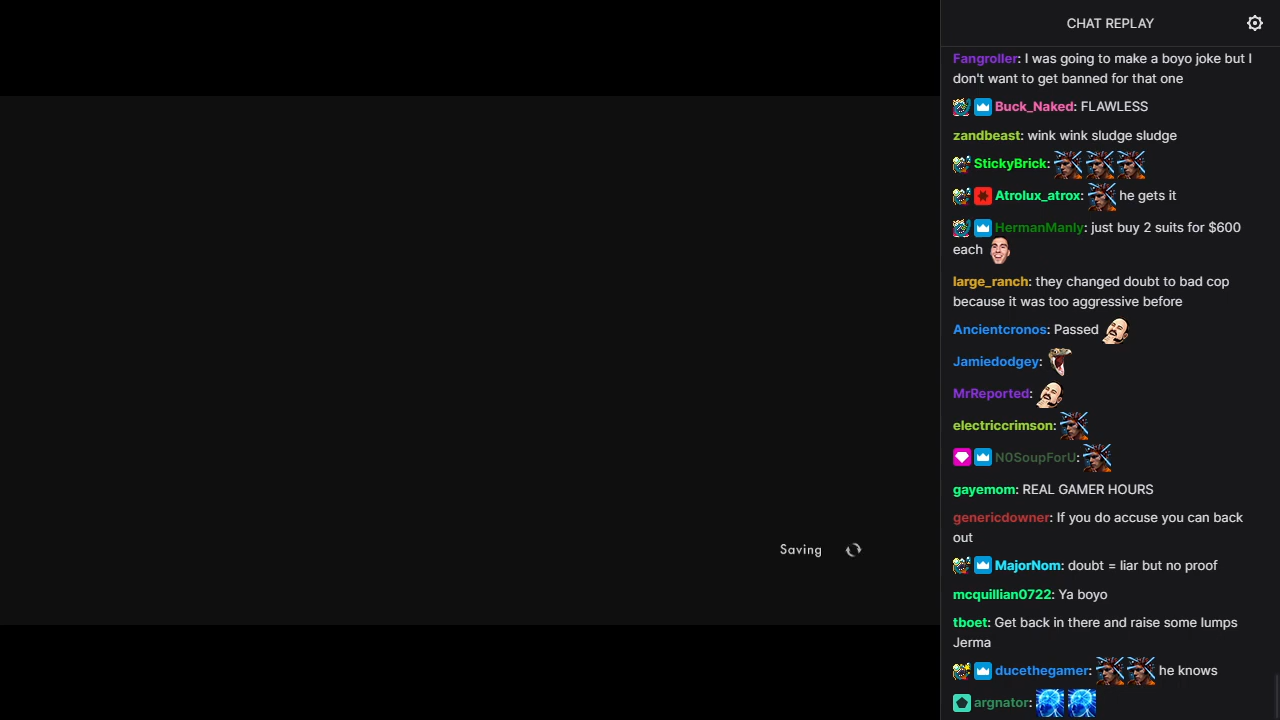 CHAT REPLAY
Fangroller: I was going to make a boyo joke but I
don't want to get banned for that one
Buck_Naked: FLAWLESS
zandbeast: wink wink sludge sludge
StickyBrick:
Atrolux_atrox: he gets it
HermanManly: just buy 2 suits for $600
each
large_ranch: they changed doubt to bad cop
because it was too aggressive before
Ancientcronos: Passed
Jamiedodgey:
MrReported:
electriccrimson:
N0SoupForU:
gayemom: REAL GAMER HOURS
genericdowner: If you do accuse you can back
out
Saving
MajorNom: doubt = liar but no proof
mcquillian0722: Ya boyo
tboet: Get back in there and raise some lumps
Jerma
ducethegamer: he knows
argnator: